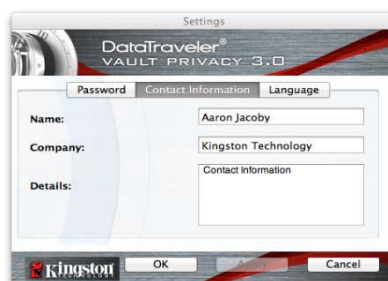 Settings
DataTraveler®
VAULT PRIVACY 3.0
Password Contact Information Language
Name: Aaron Jacoby
Company: Kingston Technology
Details: Contact Information
Kingston OK Cancel
TECHNOLOGY